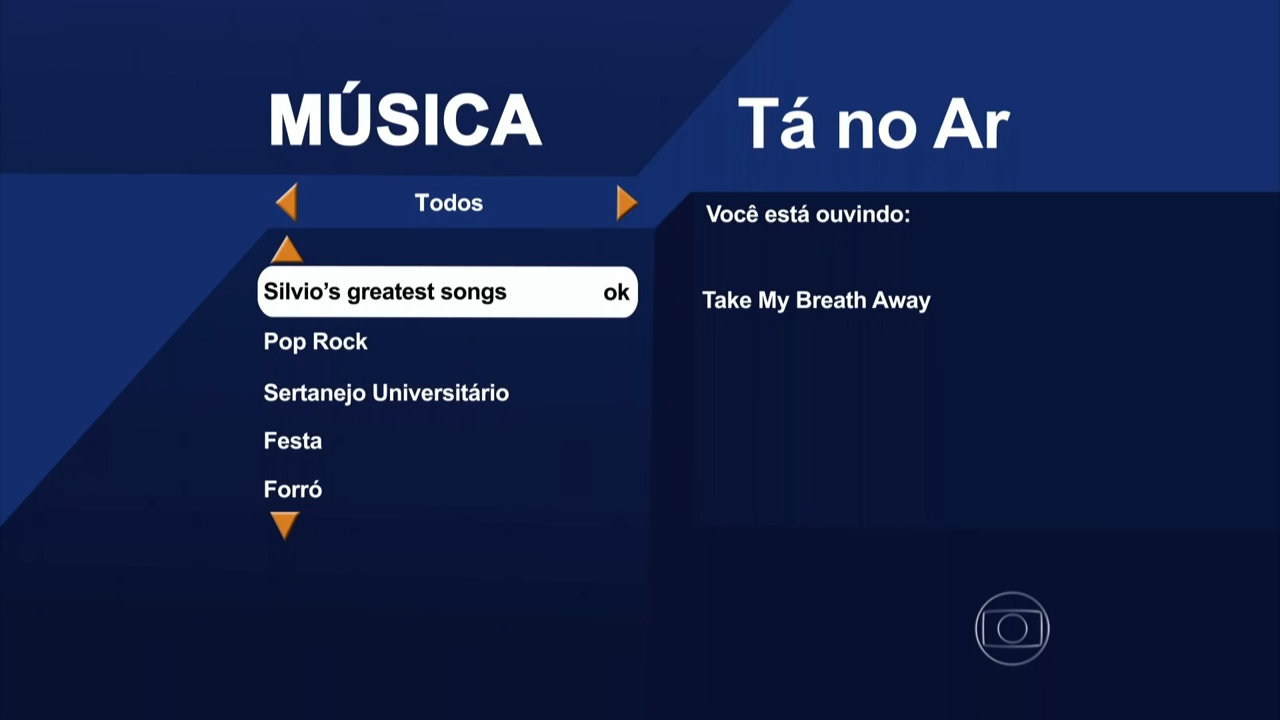 MÚSICA
Tá no Ar
Todos
Silvio’s greatest songs ok
Pop Rock
Sertanejo Universitário
Festa
Forró
Você está ouvindo:
Take My Breath Away